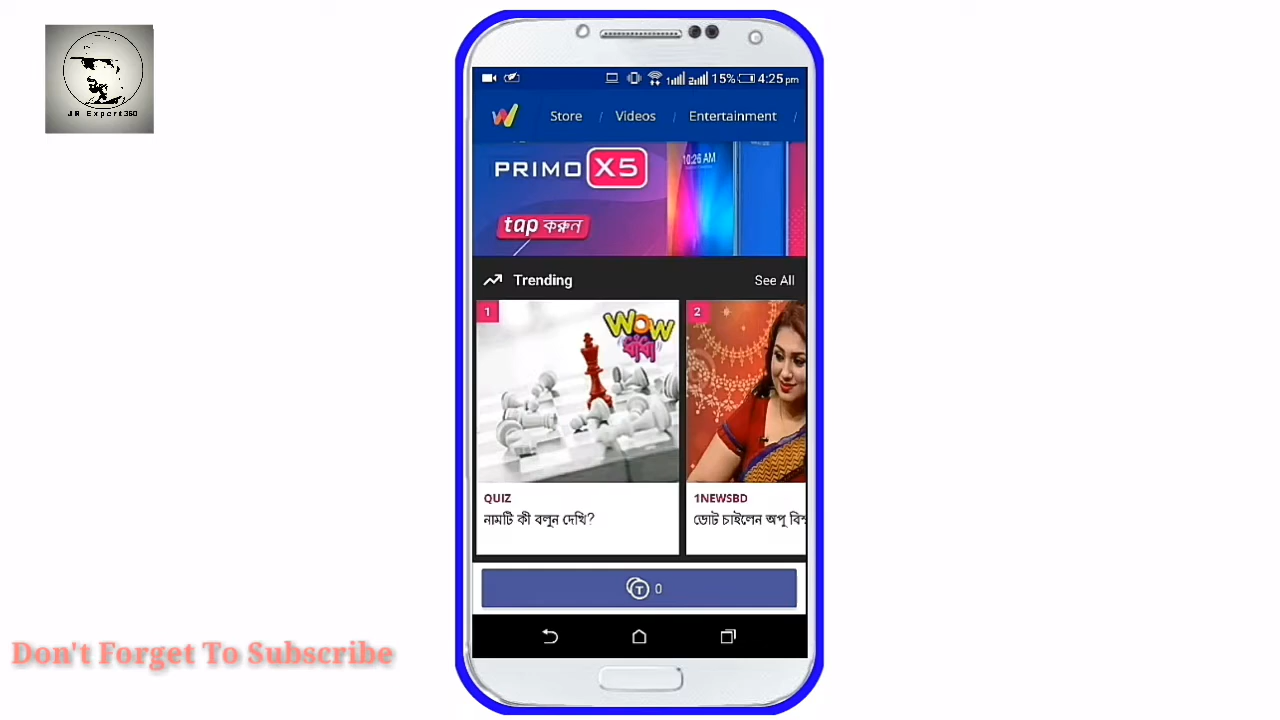 JR Expert360
15% 4:25 pm
Store / Videos / Entertainment /
10:26 AM
PRIMO X5
tap করুন
Trending
See All
1
WOW
ধাঁধা
2
QUIZ
নামটি কী বলুন দেখি?
1NEWSBD
ভোট চাইলেন অপু বিশ্
T 0
Don't Forget To Subscribe